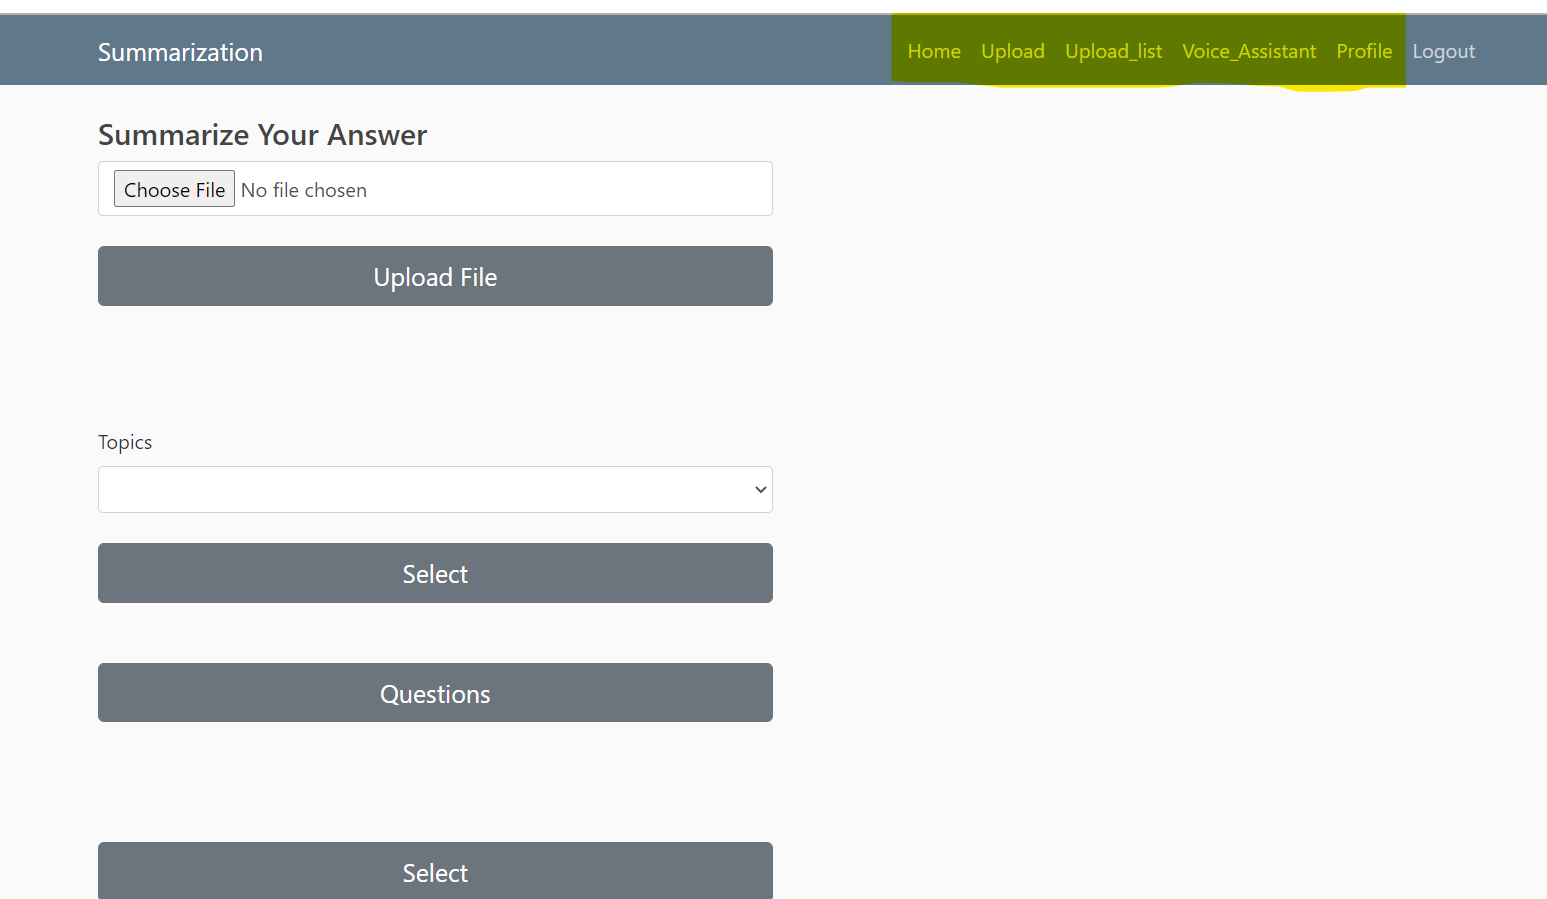 Summarization Home Upload Upload_list Voice_Assistant Profile Logout
Summarize Your Answer
Choose File No file chosen
Upload File
Topics
Select
Questions
Select